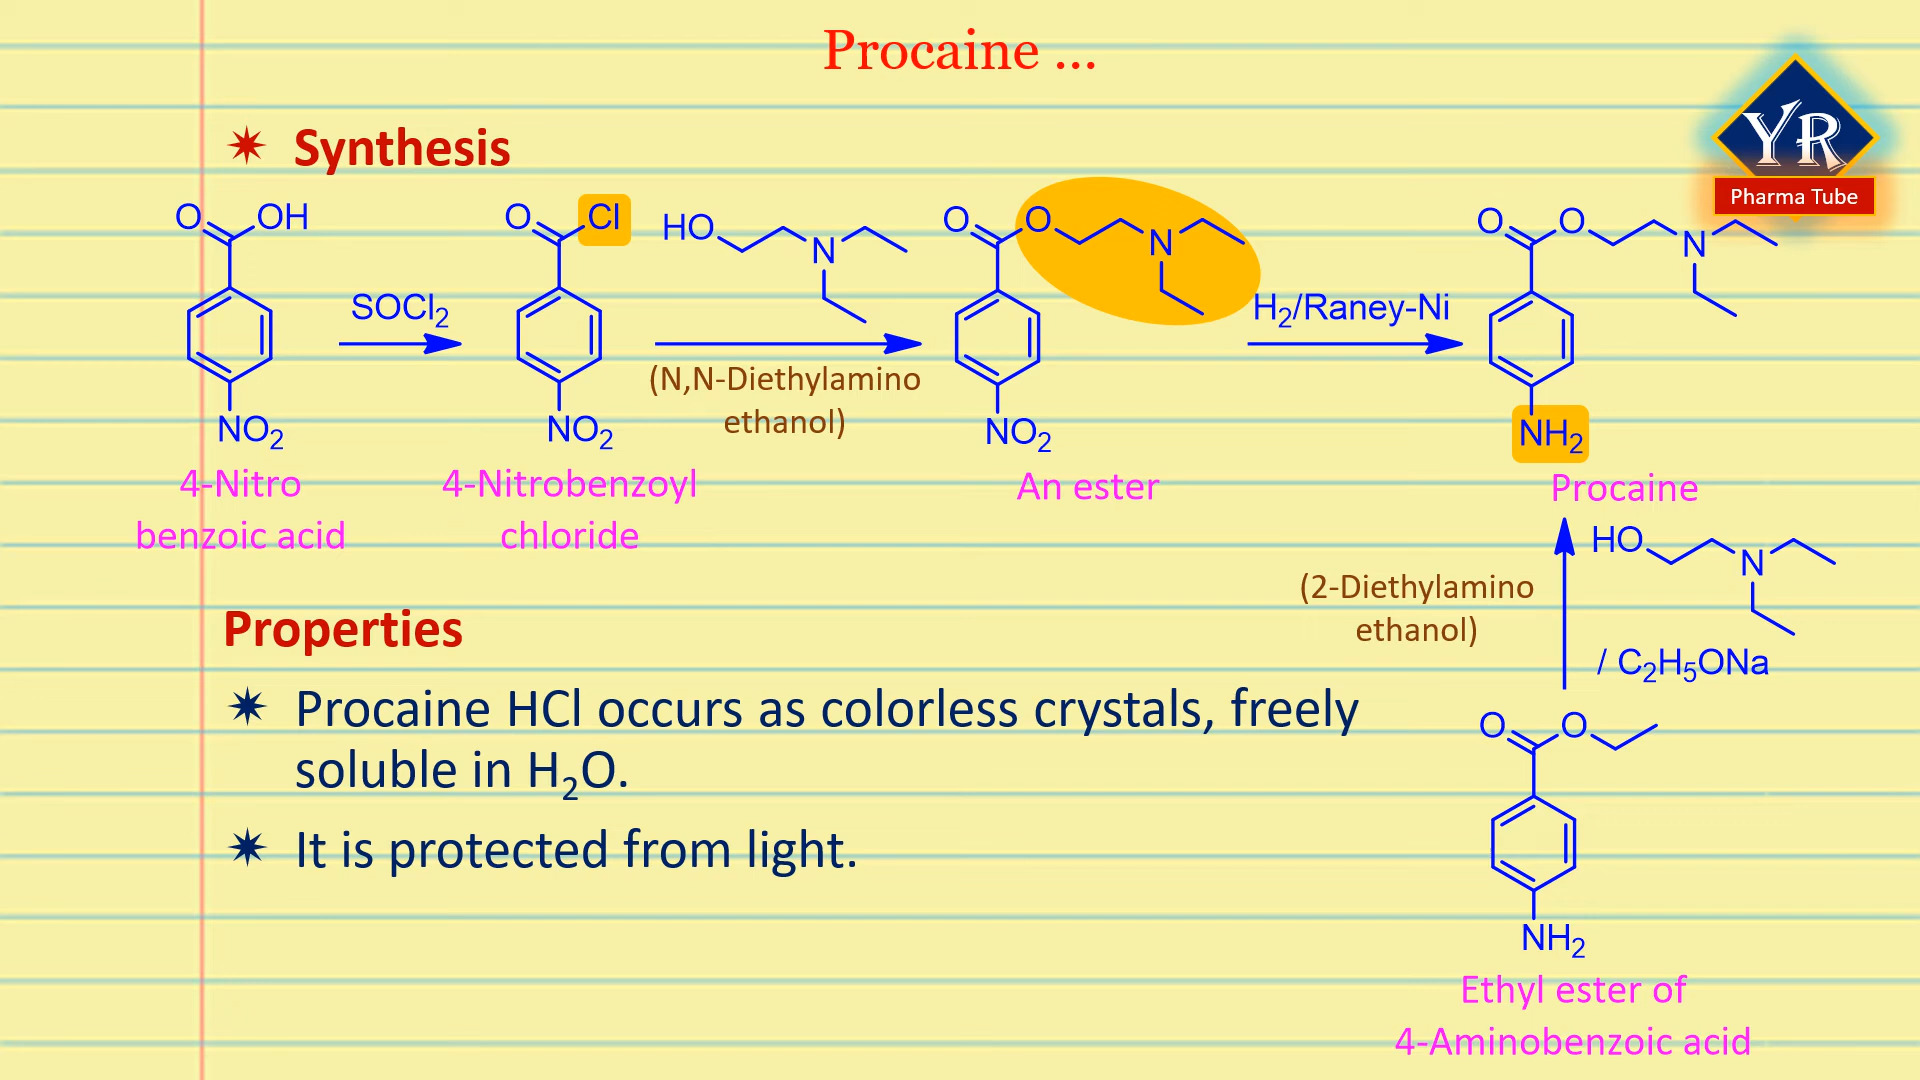 Procaine ...
YR
Pharma Tube
✷ Synthesis
O OH
NO2
4-Nitro
benzoic acid
SOCl2
O Cl
NO2
4-Nitrobenzoyl
chloride
HO N
(N,N-Diethylamino
ethanol)
O O N
NO2
An ester
H2/Raney-Ni
O O N
NH2
Procaine
HO N
(2-Diethylamino
ethanol)
/ C2H5ONa
O O
NH2
Ethyl ester of
4-Aminobenzoic acid
Properties
✷ Procaine HCl occurs as colorless crystals, freely
soluble in H2O.
✷ It is protected from light.